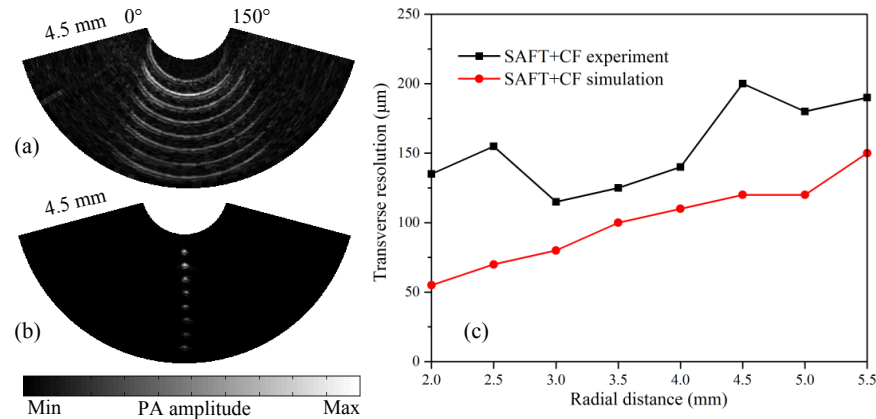 4.5 mm
0°
150°
(a)
4.5 mm
(b)
Min
PA amplitude
Max
250
200
150
100
50
0
Transverse resolution (μm)
SAFT+CF experiment
SAFT+CF simulation
(c)
2.0 2.5 3.0 3.5 4.0 4.5 5.0 5.5
Radial distance (mm)